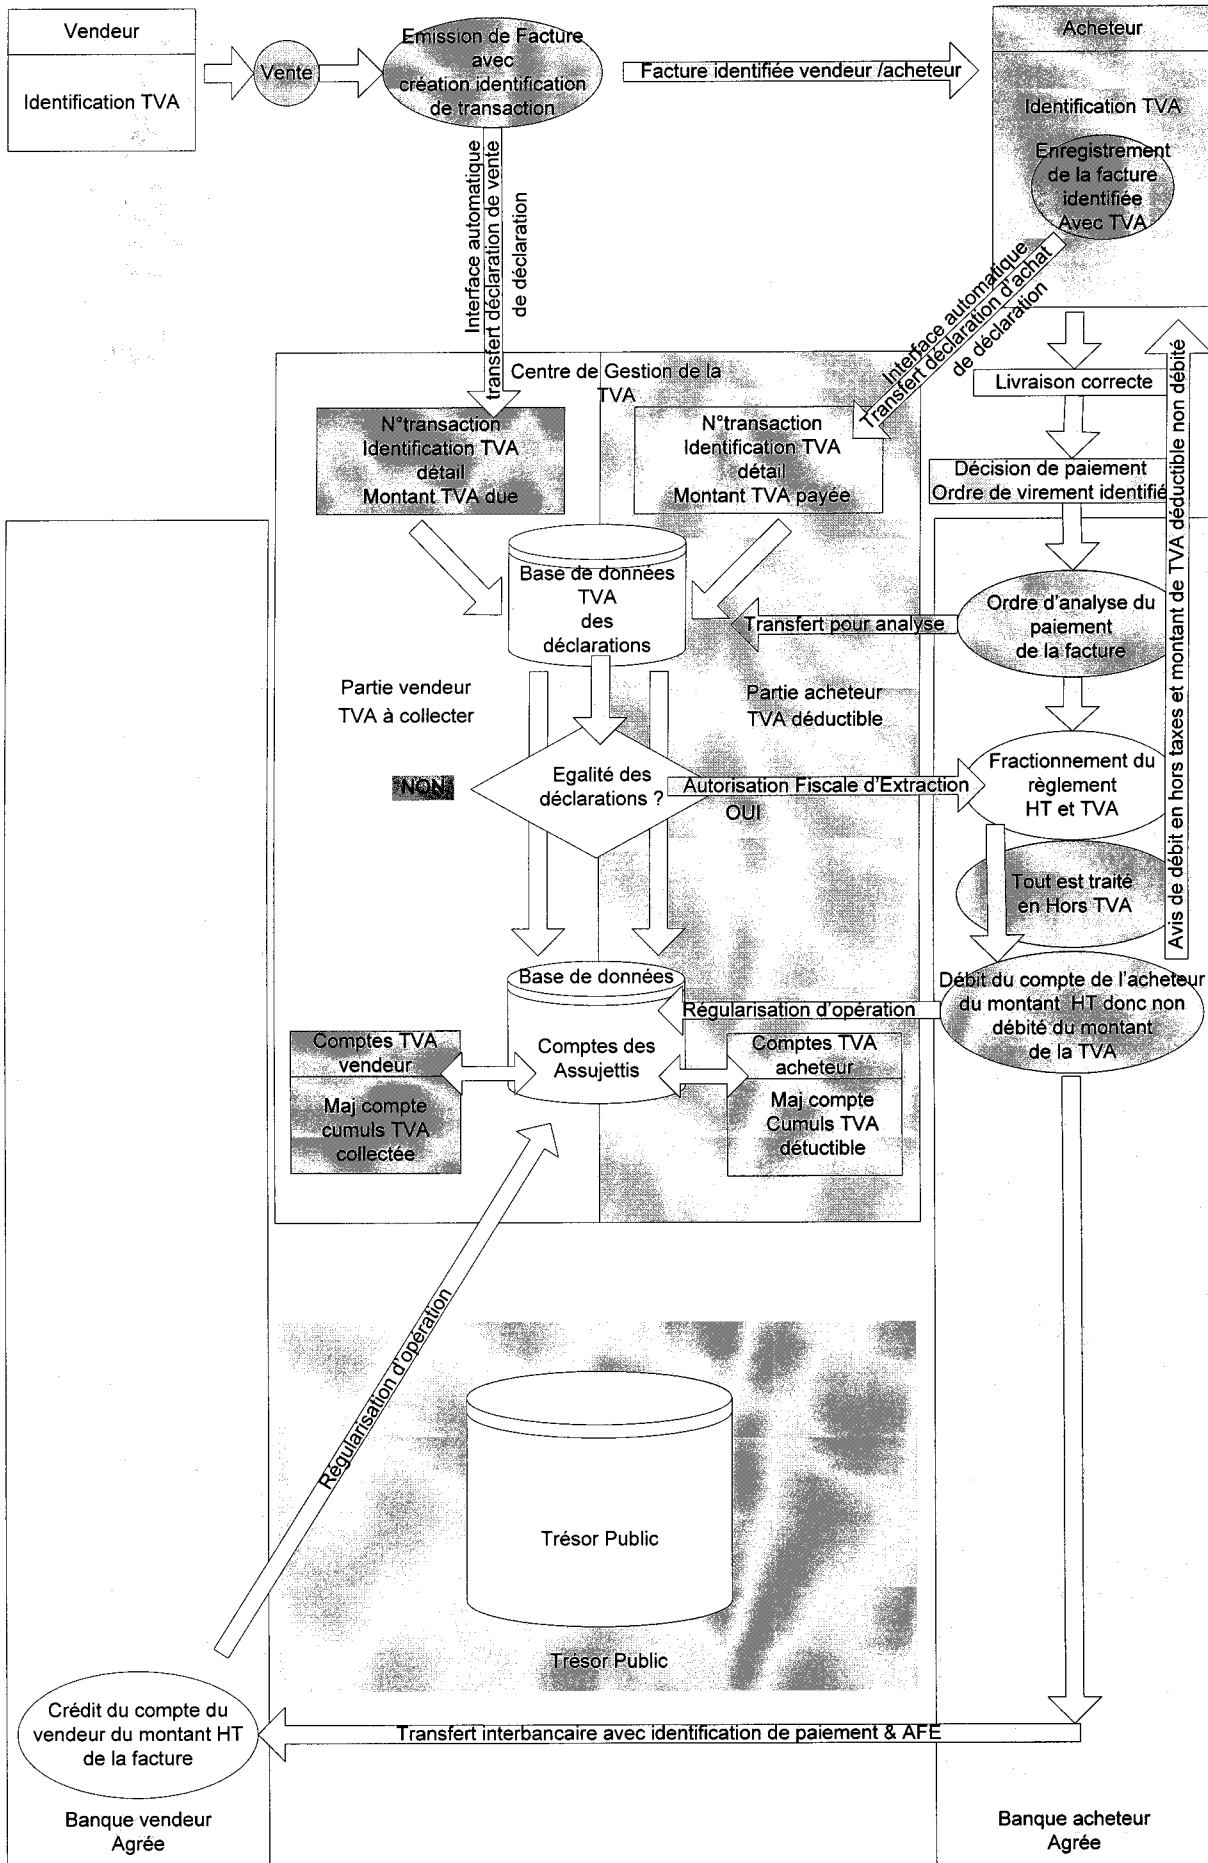 Vendeur
Identification TVA
Vente
Emission de Facture
avec
création identification
de transaction
Facture identifiée vendeur /acheteur
Acheteur
Identification TVA
Enregistrement
de la facture
identifiée
Avec TVA
Interface automatique
transfert déclaration de vente
de déclaration
Interface automatique
Transfert déclaration d'achat
de déclaration
Livraison correcte
Décision de paiement
Ordre de virement identifié
Avis de débit en hors taxes et montant de TVA déductible non débité
Centre de Gestion de la
TVA
N°transaction
Identification TVA
détail
Montant TVA due
N°transaction
Identification TVA
détail
Montant TVA payée
Base de données
TVA
des
déclarations
Transfert pour analyse
Ordre d'analyse du
paiement
de la facture
Partie vendeur
TVA à collecter
Partie acheteur
TVA déductible
NON
Egalité des
déclarations ?
Autorisation Fiscale d'Extraction
OUI
Fractionnement du
règlement
HT et TVA
Tout est traité
en Hors TVA
Base de données
Comptes des
Assujettis
Régularisation d'opération
Débit du compte de l'acheteur
du montant HT donc non
débité du montant
de la TVA
Comptes TVA
vendeur
Maj compte
cumuls TVA
collectée
Comptes TVA
acheteur
Maj compte
Cumuls TVA
détuctible
Régularisation d'opération
Trésor Public
Trésor Public
Crédit du compte du
vendeur du montant HT
de la facture
Transfert interbancaire avec identification de paiement & AFE
Banque vendeur
Agrée
Banque acheteur
Agrée